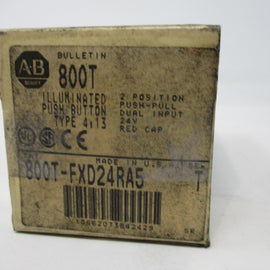 BULLETIN
A-B
800T
ILLUMINATED
PUSH BUTTON
TYPE 4;13
2 POSITION
PUSH-PULL
DUAL INPUT
24V
RED CAP
CE
MADE IN U.S.A.
800T-FXD24RA5 T